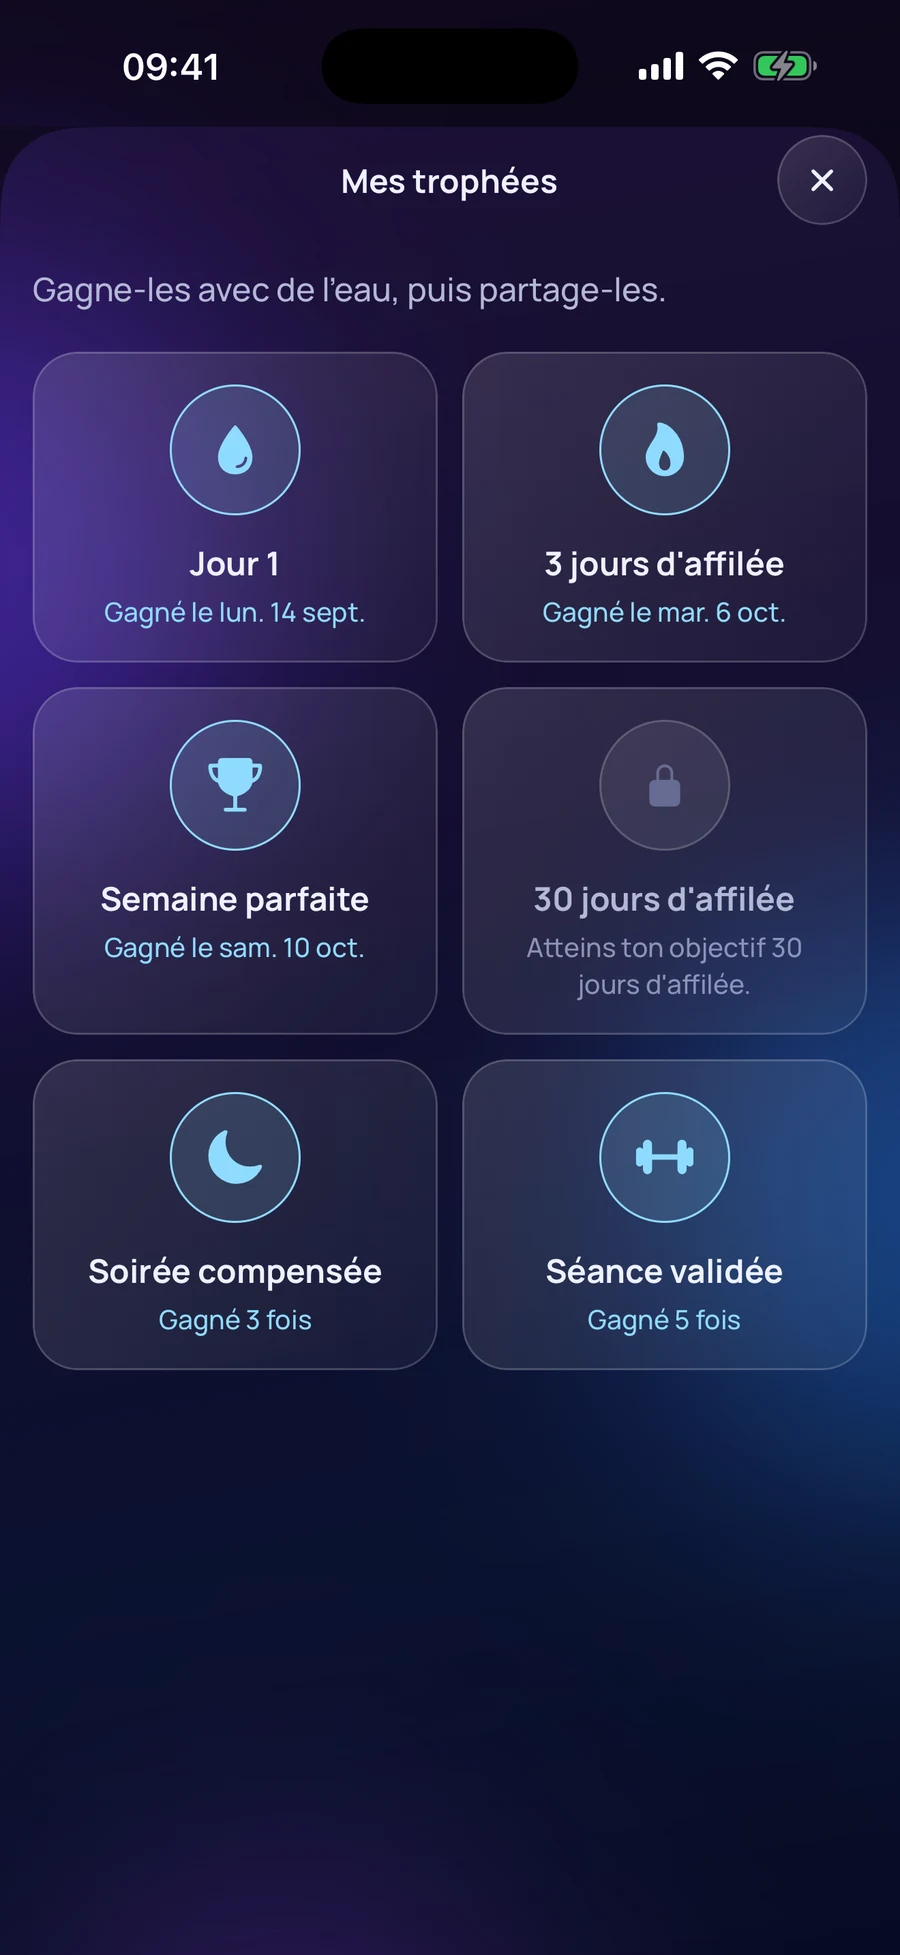 09:41
Mes trophées
Gagne-les avec de l’eau, puis partage-les.
Jour 1
Gagné le lun. 14 sept.
3 jours d'affilée
Gagné le mar. 6 oct.
Semaine parfaite
Gagné le sam. 10 oct.
30 jours d'affilée
Atteins ton objectif 30
jours d'affilée.
Soirée compensée
Gagné 3 fois
Séance validée
Gagné 5 fois